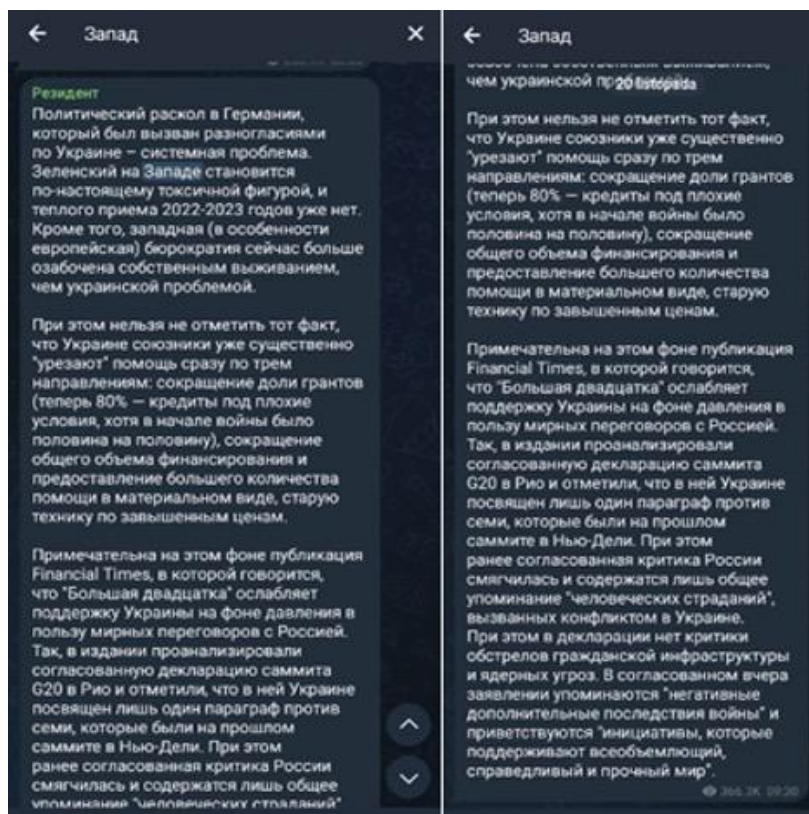 Запад
Резидент
Политический раскол в Германии,
который был вызван разногласиями
по Украине – системная проблема.
Зеленский на Западе становится
по-настоящему токсичной фигурой, и
теплого приема 2022-2023 годов уже нет.
Кроме того, западная (в особенности
европейская) бюрократия сейчас больше
озабочена собственным выживанием,
чем украинской проблемой.
При этом нельзя не отметить тот факт,
что Украине союзники уже существенно
"урезают" помощь сразу по трем
направлениям: сокращение доли грантов
(теперь 80% — кредиты под плохие
условия, хотя в начале войны было
половина на половину), сокращение
общего объема финансирования и
предоставление большего количества
помощи в материальном виде, старую
технику по завышенным ценам.
Примечательна на этом фоне публикация
Financial Times, в которой говорится,
что "Большая двадцатка" ослабляет
поддержку Украины на фоне давления в
пользу мирных переговоров с Россией.
Так, в издании проанализировали
согласованную декларацию саммита
G20 в Рио и отметили, что в ней Украине
посвящен лишь один параграф против
семи, которые были на прошлом
саммите в Нью-Дели. При этом
ранее согласованная критика России
смягчилась и содержатся лишь общее
упоминание "человеческих страданий"
Запад
чем украинской
20 listopada
При этом нельзя не отметить тот факт,
что Украине союзники уже существенно
"урезают" помощь сразу по трем
направлениям: сокращение доли грантов
(теперь 80% — кредиты под плохие
условия, хотя в начале войны было
половина на половину), сокращение
общего объема финансирования и
предоставление большего количества
помощи в материальном виде, старую
технику по завышенным ценам.
Примечательна на этом фоне публикация
Financial Times, в которой говорится,
что "Большая двадцатка" ослабляет
поддержку Украины на фоне давления в
пользу мирных переговоров с Россией.
Так, в издании проанализировали
согласованную декларацию саммита
G20 в Рио и отметили, что в ней Украине
посвящен лишь один параграф против
семи, которые были на прошлом
саммите в Нью-Дели. При этом
ранее согласованная критика России
смягчилась и содержатся лишь общее
упоминание "человеческих страданий",
вызванных конфликтом в Украине.
При этом в декларации нет критики
обстрелов гражданской инфраструктуры
и ядерных угроз. В согласованном вчера
заявлении упоминаются "негативные
дополнительные последствия войны" и
приветствуются "инициативы, которые
поддерживают всеобъемлющий,
справедливый и прочный мир".
366.3K 09:30